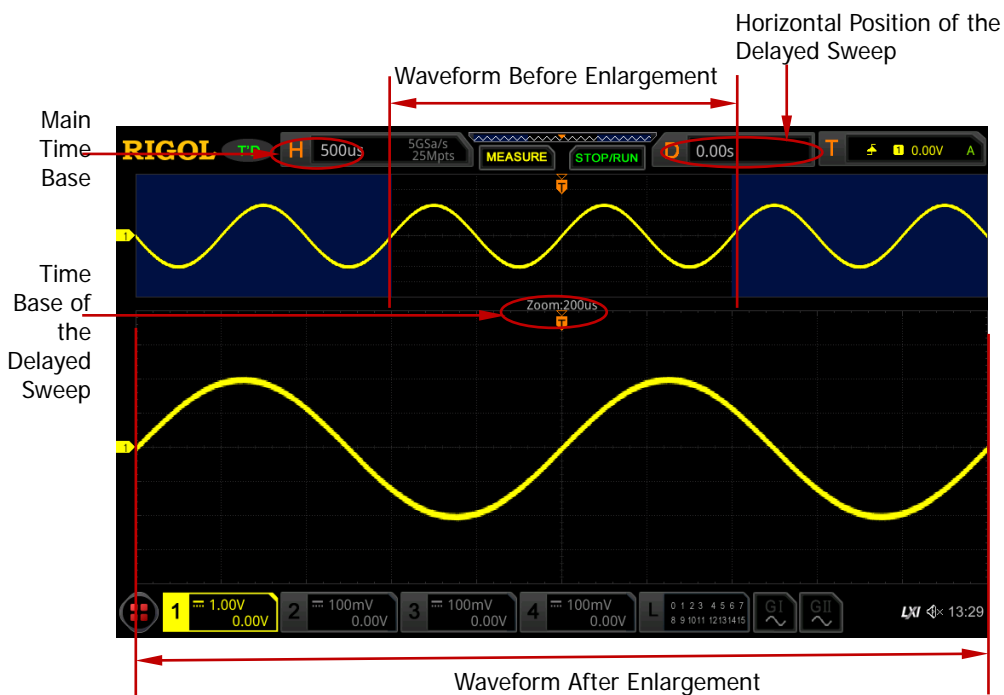 Horizontal Position of the
Delayed Sweep
Waveform Before Enlargement
Main
Time
Base
RIGOL T'D H 500us 5GSa/s
25Mpts
MEASURE STOP/RUN D 0.00s T 1 0.00V A
T
1
Time
Base of
the
Delayed
Sweep
Zoom:200us
T
1
1 1.00V
0.00V
2 100mV
0.00V
3 100mV
0.00V
4 100mV
0.00V
L 0 1 2 3 4 5 6 7
8 9 10 11 12 13 14 15
GI GII
LXI 13:29
Waveform After Enlargement